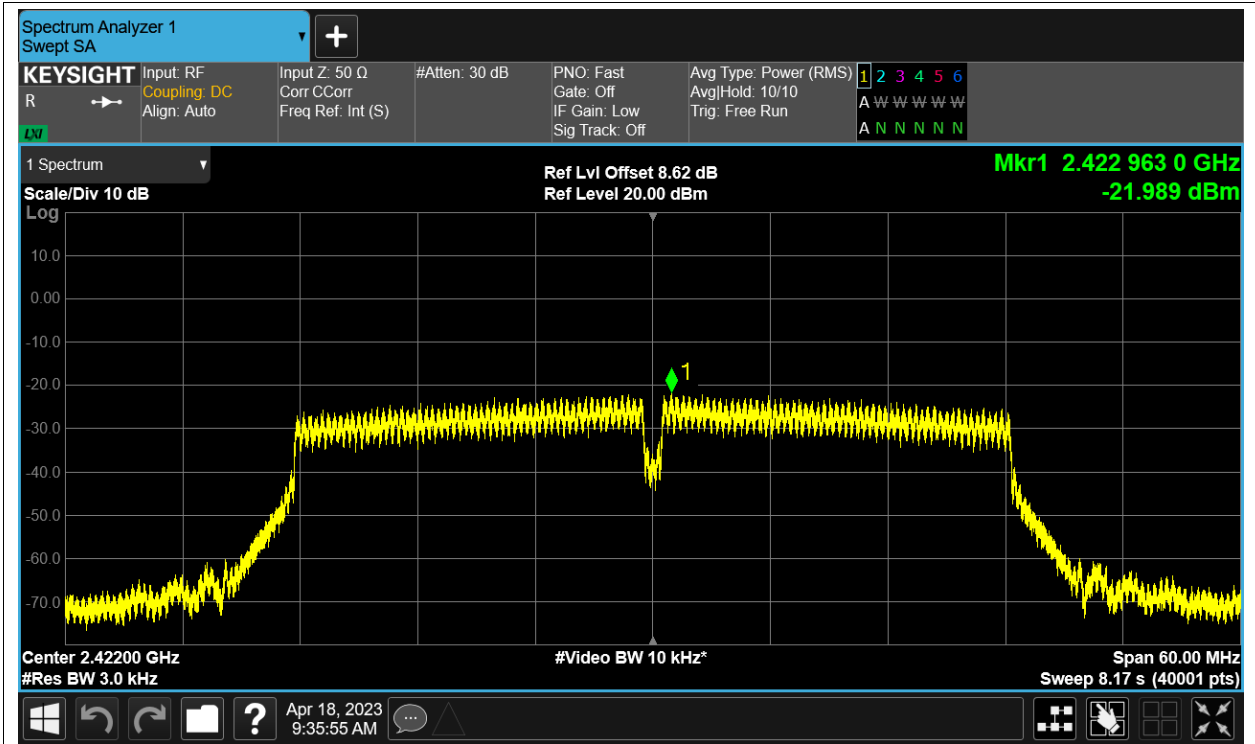 Spectrum Analyzer 1
Swept SA
+
KEYSIGHT
R
LXI
Input: RF
Coupling: DC
Align: Auto
Input Z: 50 Ω
Corr CCorr
Freq Ref: Int (S)
#Atten: 30 dB
PNO: Fast
Gate: Off
IF Gain: Low
Sig Track: Off
Avg Type: Power (RMS)
Avg|Hold: 10/10
Trig: Free Run
1 2 3 4 5 6
A W W W W W
A N N N N N
1 Spectrum
Scale/Div 10 dB
Ref Lvl Offset 8.62 dB
Ref Level 20.00 dBm
Mkr1 2.422 963 0 GHz
-21.989 dBm
Log
10.0
0.00
-10.0
-20.0
-30.0
-40.0
-50.0
-60.0
-70.0
1
Center 2.42200 GHz
#Res BW 3.0 kHz
#Video BW 10 kHz*
Span 60.00 MHz
Sweep 8.17 s (40001 pts)
?
Apr 18, 2023
9:35:55 AM